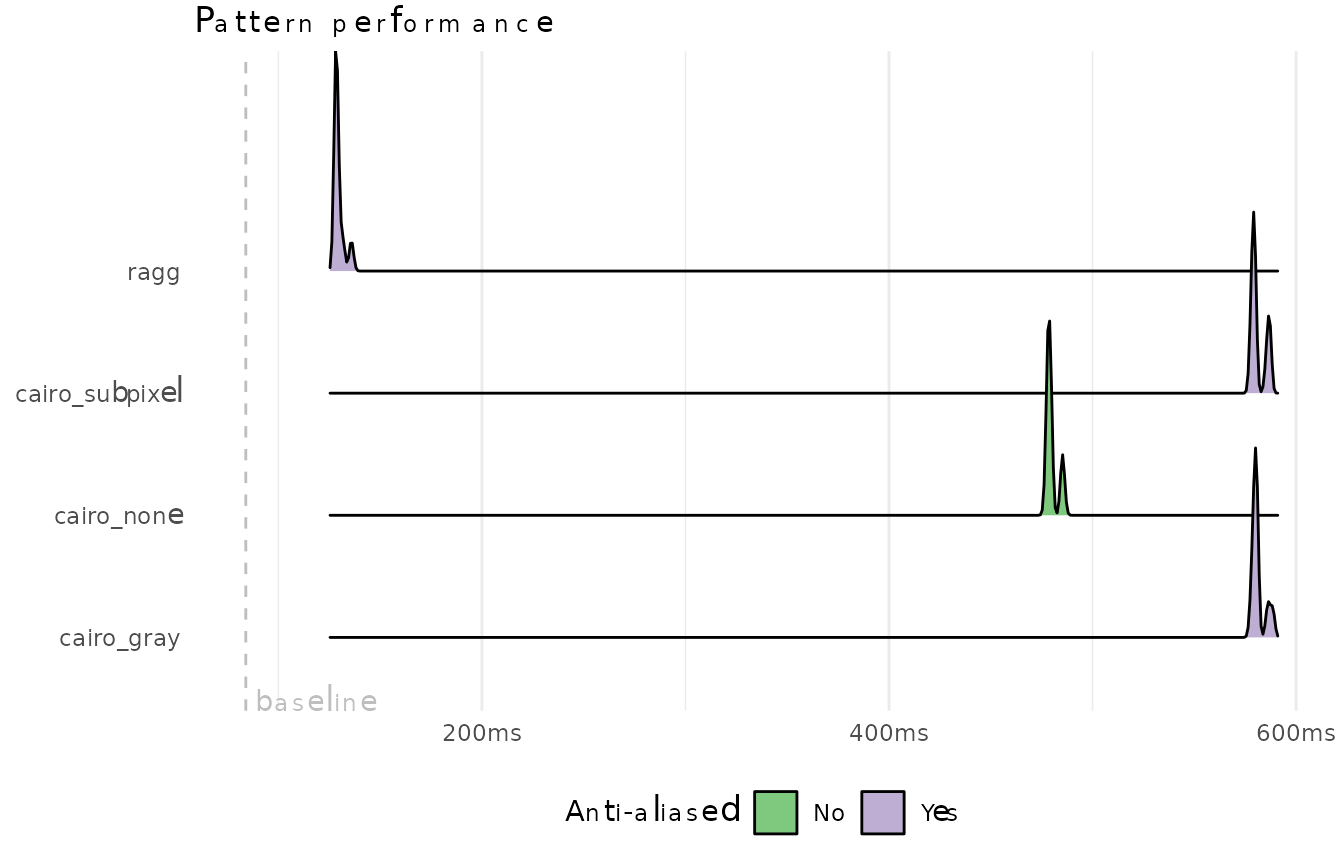 Pattern performance
ragg
cairo_subpixel
cairo_none
cairo_gray
baseline
200ms 400ms 600ms
Anti-aliased No Yes